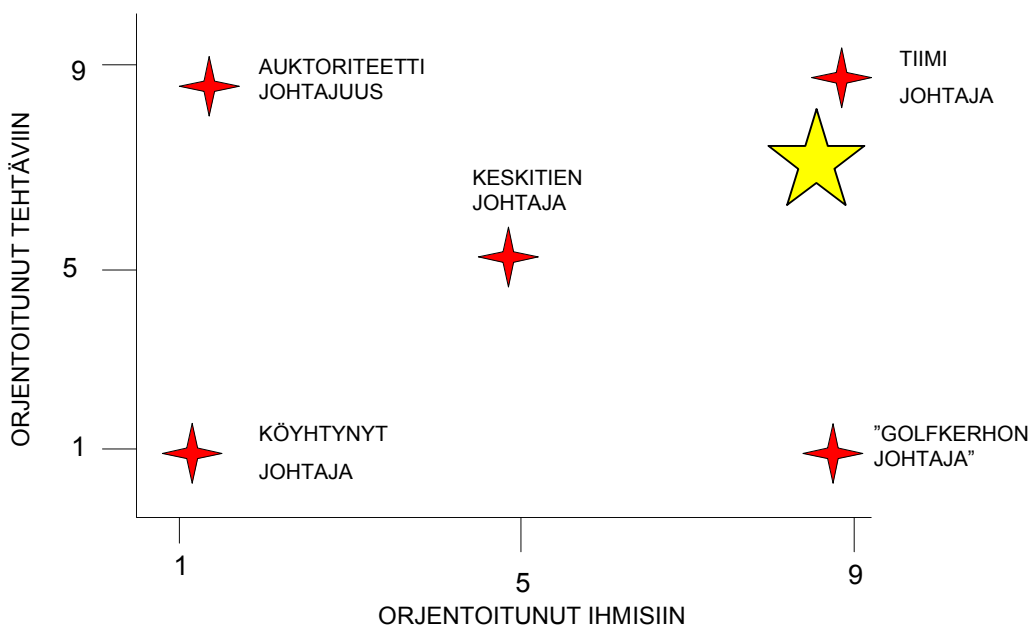 9
AUKTORITEETTI
JOHTAJUUS
TIIMI
JOHTAJA
KESKITIEN
JOHTAJA
ORJENTOITUNUT TEHTÄVIIN
5
1
KÖYHTYNYT
JOHTAJA
”GOLFKERHON
JOHTAJA”
1
5
9
ORJENTOITUNUT IHMISIIN